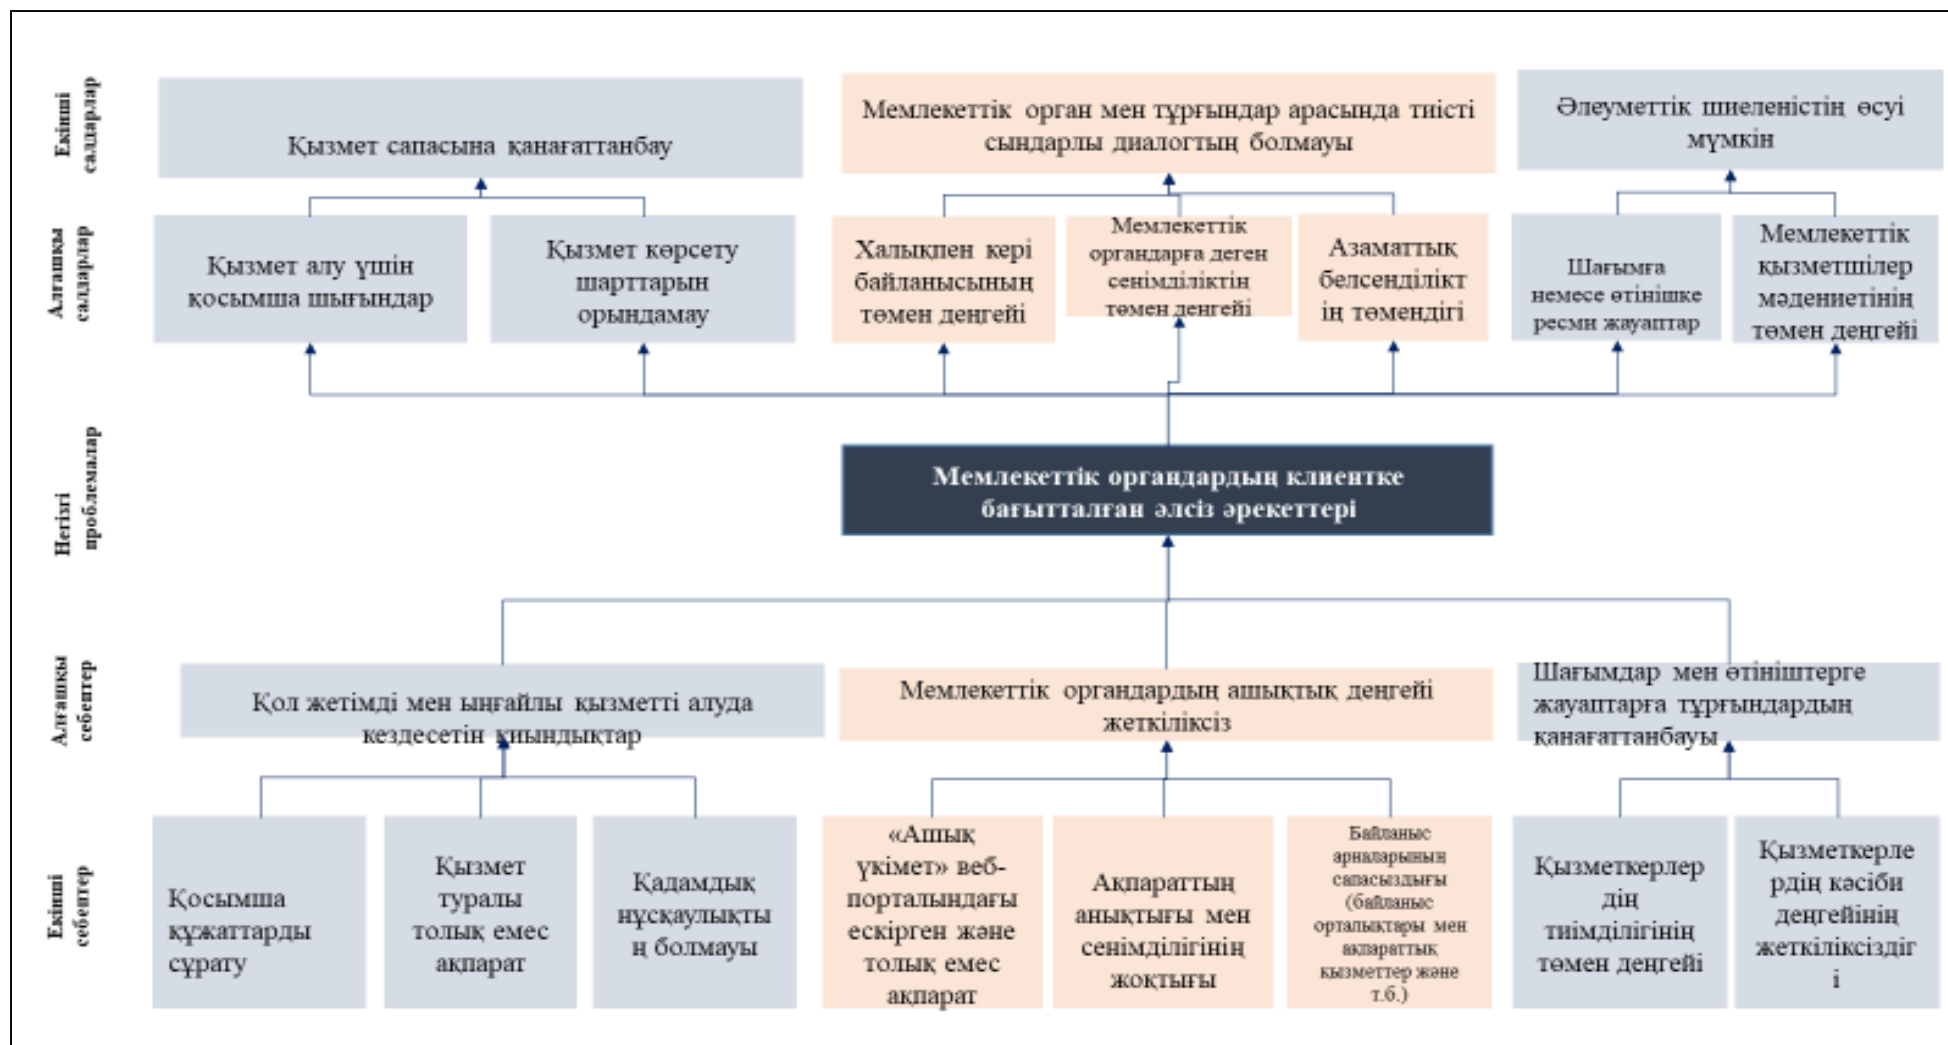 Екінші
салдарлар
Қызмет сапасына қанағаттанбау
Мемлекеттік орган мен тұрғындар арасында тиісті
сындарлы диалогтың болмауы
Әлеуметтік шиеленістің өсуі
мүмкін
Алғашқы
салдарлар
Қызмет алу үшін
қосымша шығындар
Қызмет көрсету
шарттарын
орындамау
Халықпен кері
байланысының
төмен деңгейі
Мемлекеттік
органдарға деген
сенімділіктін
төмен денгейі
Азаматтық
белсенділікт
ің төмендігі
Шағымға
немесе өтінішке
ресми жауаптар
Мемлекеттік
қызметшілер
мәдениетінің
төмен деңгейі
Негізгі
проблемалар
Мемлекеттік органдардың клиентке
бағытталған әлсіз әрекеттері
Алғашқы
себептер
Қол жетімді мен ыңғайлы қызметті алуда
кездесетін қиындықтар
Мемлекеттік органдардың ашықтық деңгейі
жеткіліксіз
Шағымдар мен өтініштерге
жауаптарға тұрғындардың
қанағаттанбауы
Екінші
себептер
Қосымша
құжаттарды
сұрату
Қызмет
туралы
толық емес
ақпарат
Қадамдық
нұсқаулықты
ң болмауы
«Ашық
үкімет» веб-
порталындағы
ескірген және
толық емес
ақпарат
Ақпараттың
анықтығы мен
сенімділігінің
жоқтығы
Байланыс
арналарының
сапасыздығы
(байланыс
орталықтары мен
ақпараттық
қызметтер және
т.б.)
Қызметкерлер
дің
тиімділігінің
төмен деңгейі
Қызметкерле
рдің кәсіби
деңгейінің
жеткіліксіздіг
і